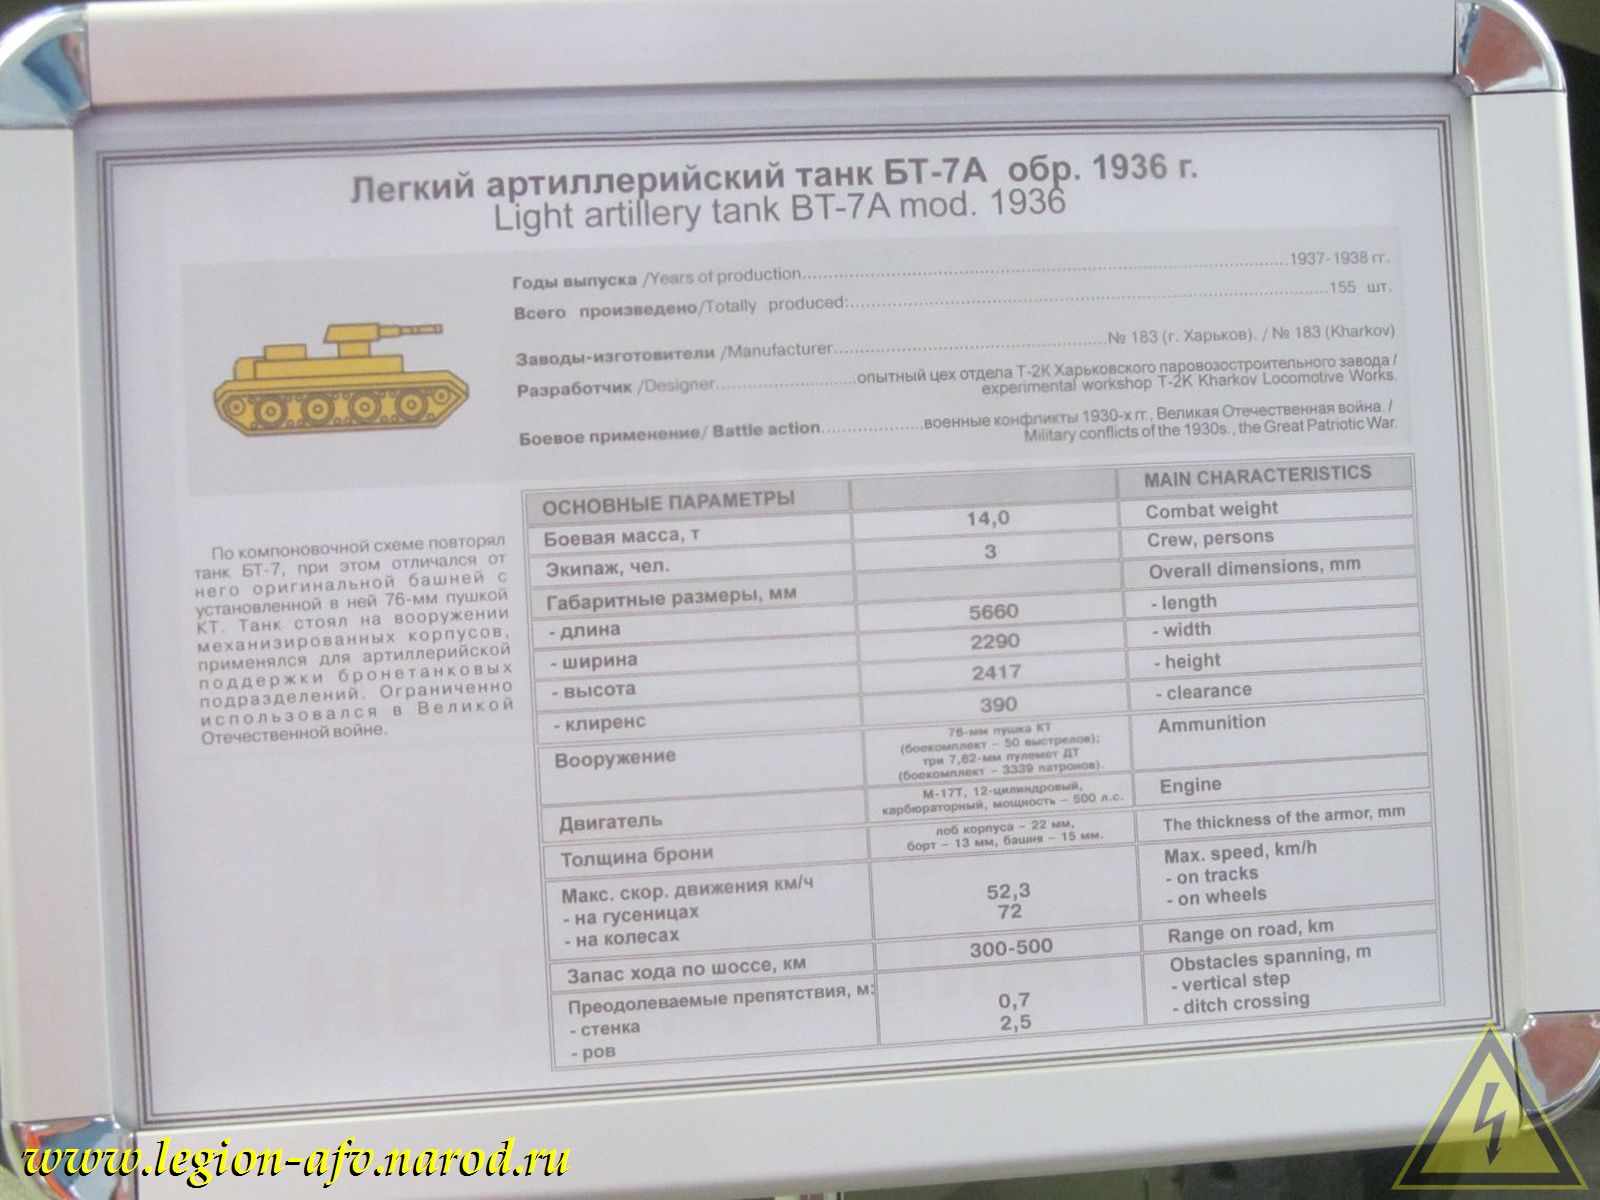 Легкий артиллерийский танк БТ-7А обр. 1936 г.
Light artillery tank BT-7A mod. 1936
Годы выпуска /Years of production....................1937-1938 гг.
Всего произведено/Totally produced:....................155 шт.
Заводы-изготовители /Manufacturer....................№ 183 (г. Харьков). / № 183 (Kharkov)
Разработчик /Designer....................опытный цех отдела Т-2К Харьковского паровозостроительного завода /
experimental workshop T-2K Kharkov Locomotive Works.
Боевое применение/ Battle action....................военные конфликты 1930-х гг., Великая Отечественная война. /
Military conflicts of the 1930s., the Great Patriotic War.
По компоновочной схеме повторял
танк БТ-7, при этом отличался от
него оригинальной башней с
установленной в ней 76-мм пушкой
КТ. Танк стоял на вооружении
механизированных корпусов,
применялся для артиллерийской
поддержки бронетанковых
подразделений. Ограниченно
использовался в Великой
Отечественной войне.
ОСНОВНЫЕ ПАРАМЕТРЫ MAIN CHARACTERISTICS
Боевая масса, т 14,0 Combat weight
Экипаж, чел. 3 Crew, persons
Габаритные размеры, мм Overall dimensions, mm
- длина 5660 - length
- ширина 2290 - width
- высота 2417 - height
- клиренс 390 - clearance
Вооружение 76-мм пушка КТ Ammunition
(боекомплект – 50 выстрелов);
три 7,62-мм пулемет ДТ
(боекомплект – 3339 патронов).
Двигатель М-17Т, 12-цилиндровый, Engine
карбюраторный, мощность – 500 л.с.
Толщина брони лоб корпуса – 22 мм, The thickness of the armor, mm
борт – 13 мм, башня – 15 мм.
Макс. скор. движения км/ч Max. speed, km/h
- на гусеницах 52,3 - on tracks
- на колесах 72 - on wheels
Запас хода по шоссе, км 300-500 Range on road, km
Преодолеваемые препятствия, м: Obstacles spanning, m
- стенка 0,7 - vertical step
- ров 2,5 - ditch crossing
www.legion-afv.narod.ru